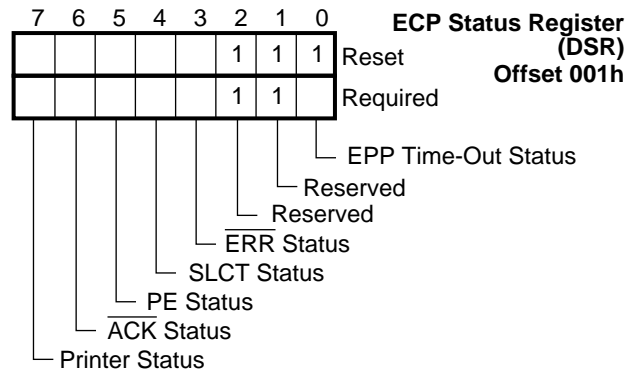 7 6 5 4 3 2 1 0
ECP Status Register
(DSR)
Offset 001h
1 1 1 Reset
1 1 Required
EPP Time-Out Status
Reserved
Reserved
ERR Status
SLCT Status
PE Status
ACK Status
Printer Status